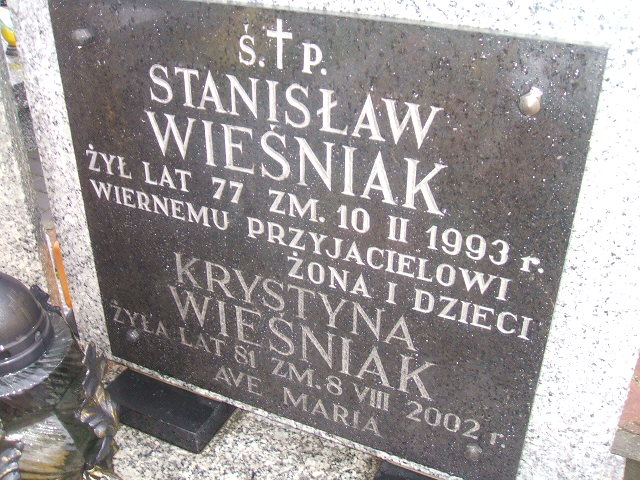 Ś.✝P.
STANISŁAW
WIEŚNIAK
ŻYŁ LAT 77 ZM. 10 II 1993 r.
WIERNEMU PRZYJACIELOWI
ŻONA I DZIECI
KRYSTYNA
WIEŚNIAK
ŻYŁA LAT 81 ZM. 8 VIII 2002 r.
AVE MARIA